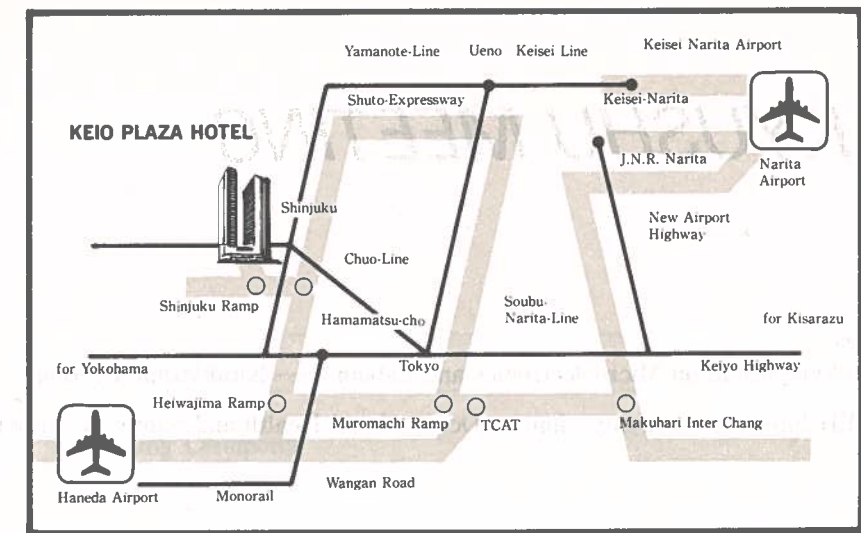 Yamanote-Line Ueno Keisei Line Keisei Narita Airport
Shuto-Expressway Keisei-Narita
KEIO PLAZA HOTEL
J.N.R. Narita
Narita
Airport
Shinjuku
New Airport
Highway
Chuo-Line
Shinjuku Ramp
Hamamatsu-cho
Soubu-
Narita-Line
for Kisarazu
for Yokohama
Tokyo
Keiyo Highway
Heiwajima Ramp
Muromachi Ramp
TCAT
Makuhari Inter Chang
Haneda Airport
Monorail
Wangan Road